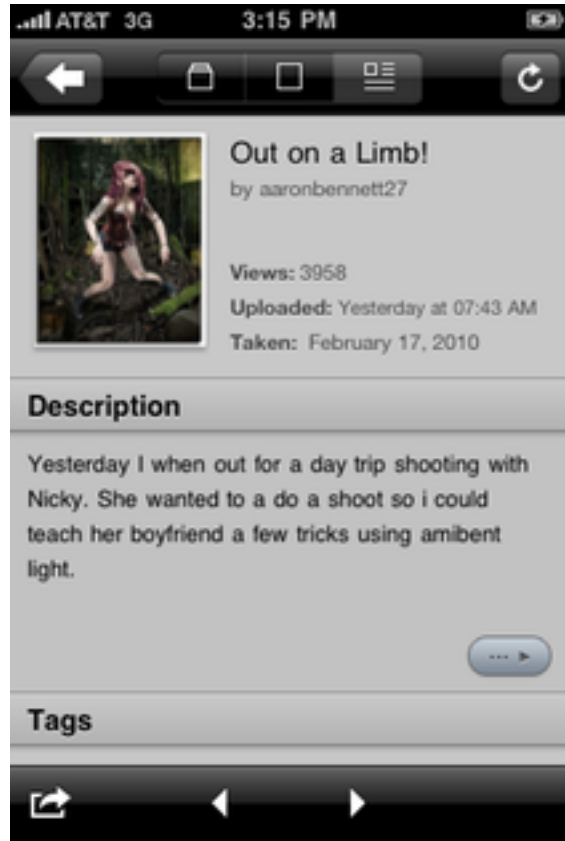 AT&T 3G 3:15 PM
Out on a Limb!
by aaronbennett27
Views: 3958
Uploaded: Yesterday at 07:43 AM
Taken: February 17, 2010
Description
Yesterday I when out for a day trip shooting with
Nicky. She wanted to a do a shoot so i could
teach her boyfriend a few tricks using amibent
light.
...
Tags